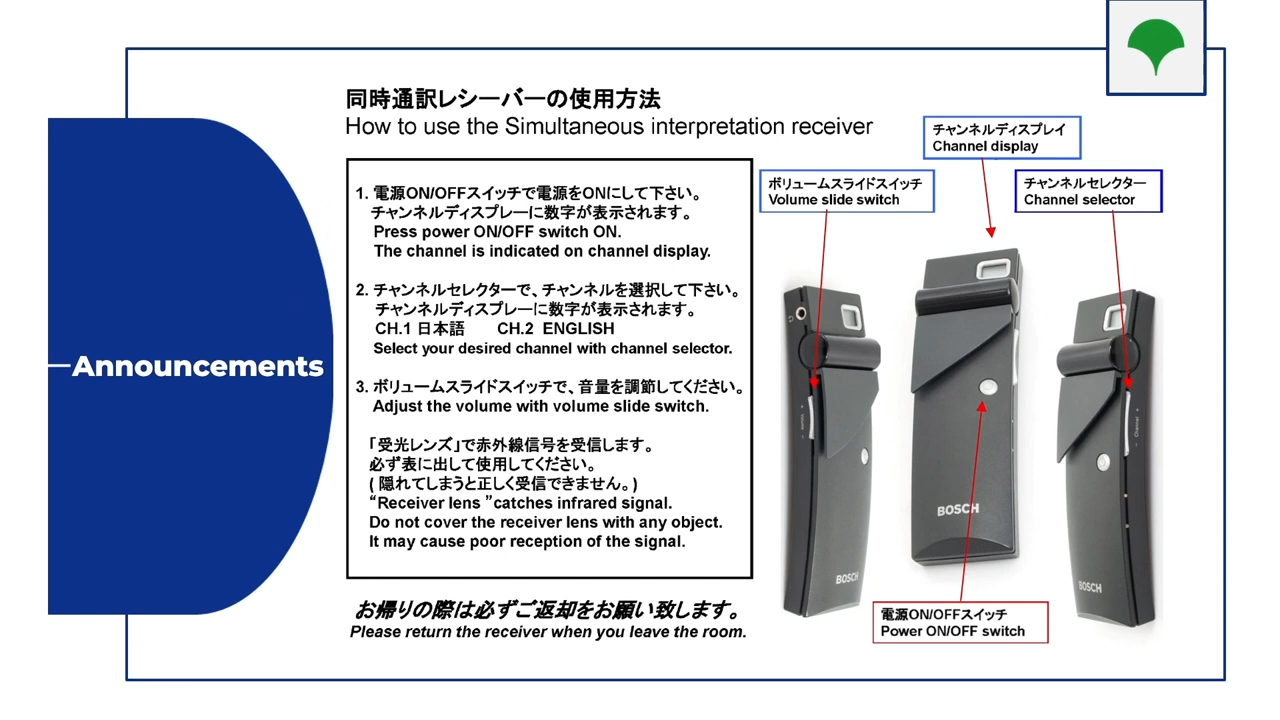 同時通訳レシーバーの使用方法
How to use the Simultaneous interpretation receiver
チャンネルディスプレイ
Channel display
ボリュームスライドスイッチ
Volume slide switch
チャンネルセレクター
Channel selector
1. 電源ON/OFFスイッチで電源をONにして下さい。
チャンネルディスプレーに数字が表示されます。
Press power ON/OFF switch ON.
The channel is indicated on channel display.
2. チャンネルセレクターで、チャンネルを選択して下さい。
チャンネルディスプレーに数字が表示されます。
CH.1 日本語 CH.2 ENGLISH
Select your desired channel with channel selector.
Announcements
3. ボリュームスライドスイッチで、音量を調節してください。
Adjust the volume with volume slide switch.
「受光レンズ」で赤外線信号を受信します。
必ず表に出して使用してください。
( 隠れてしまうと正しく受信できません。)
“Receiver lens ”catches infrared signal.
Do not cover the receiver lens with any object.
It may cause poor reception of the signal.
BOSCH
BOSCH
BOSCH
Channel
お帰りの際は必ずご返却をお願い致します。
Please return the receiver when you leave the room.
電源ON/OFFスイッチ
Power ON/OFF switch